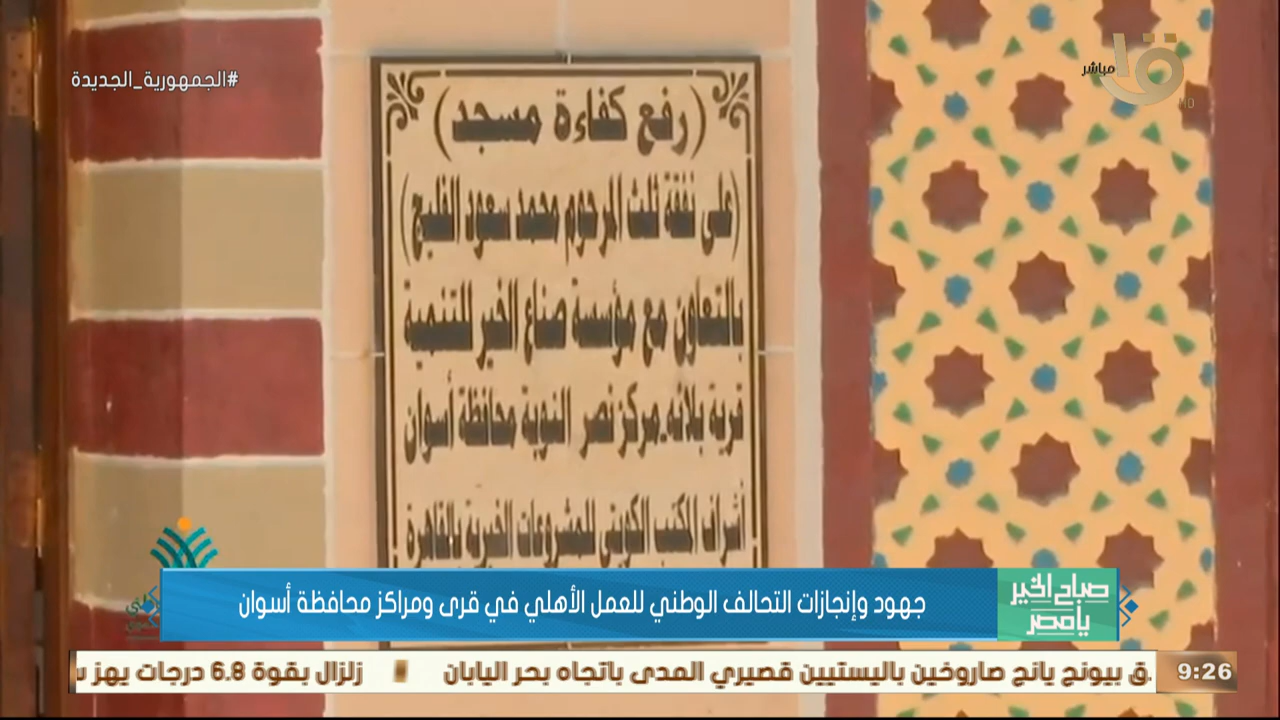 #الجمهورية_الجديدة
مباشر
HD
(رفع كفاءة مسجد)
(على نفقة ثلث المرحوم محمد سعود الفليج)
بالتعاون مع مؤسسة صناع الخير للتنمية
قرية بلانه مركز نصر النوبة محافظة أسوان
أشراف المكتب الكويتي للمشروعات الخيرية بالقاهرة
صباح الخير يا مصر
جهود وإنجازات التحالف الوطني للعمل الأهلي في قرى ومراكز محافظة أسوان
9:26
ق بيونج يانج صاروخين باليستيين قصيري المدى باتجاه بحر اليابان
زلزال بقوة 6.8 درجات يهز